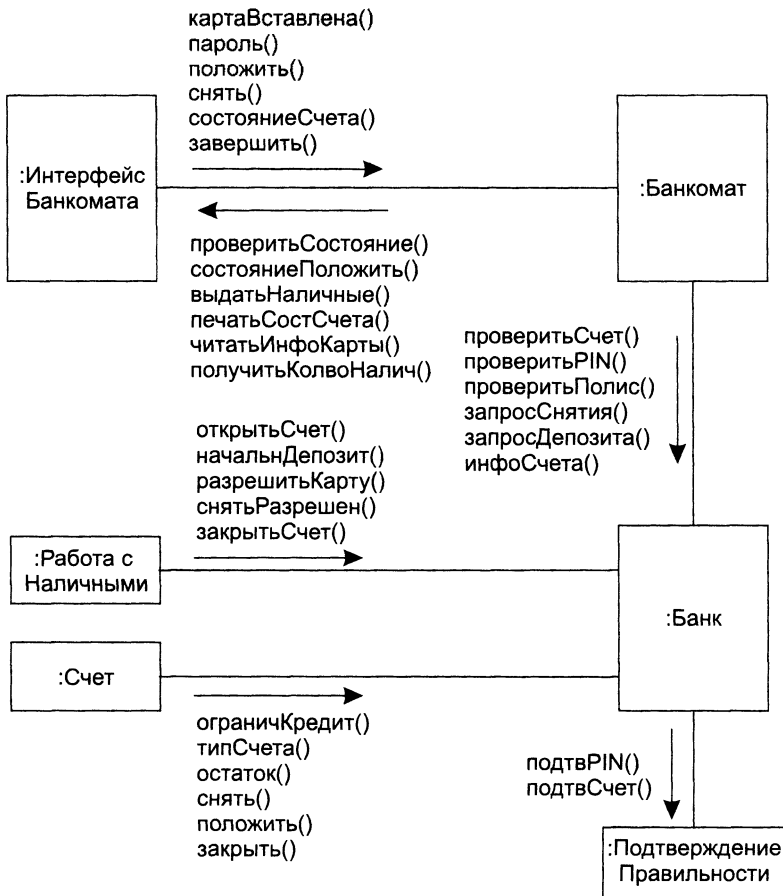 картаВставлена()
пароль()
положить()
снять()
состояниеСчета()
завершить()
:Интерфейс
Банкомата
:Банкомат
проверитьСостояние()
состояниеПоложить()
выдатьНаличные()
печатьСостСчета()
читатьИнфоКарты()
получитьКолвоНалич()
проверитьСчет()
проверитьPIN()
проверитьПолис()
запросСнятия()
запросДепозита()
инфоСчета()
открытьСчет()
начальнДепозит()
разрешитьКарту()
снятьРазрешен()
закрытьСчет()
:Работа с
Наличными
:Банк
:Счет
ограничКредит()
типСчета()
остаток()
снять()
положить()
закрыть()
подтвPIN()
подтвСчет()
:Подтверждение
Правильности